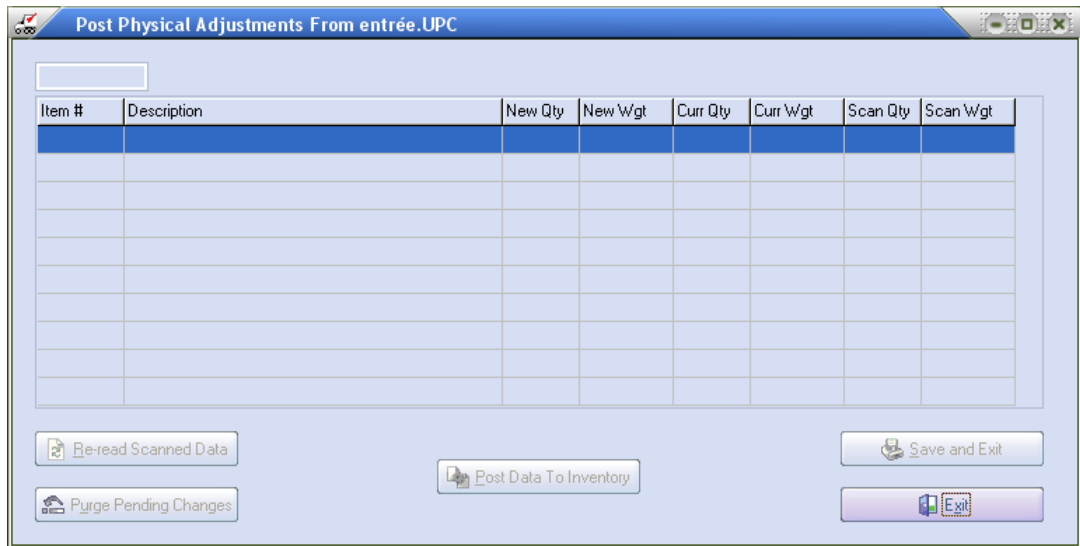 Post Physical Adjustments From entrée.UPC
Item # Description New Qty New Wgt Curr Qty Curr Wgt Scan Qty Scan Wgt
Re-read Scanned Data
Save and Exit
Post Data To Inventory
Purge Pending Changes
Exit